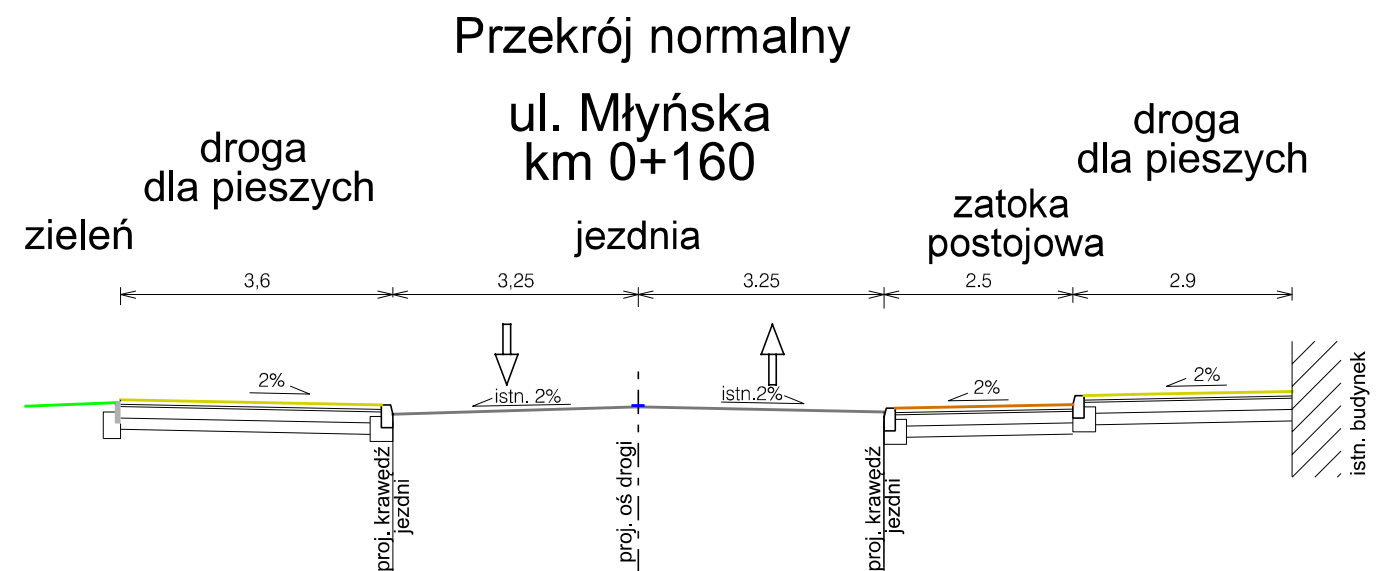 Przekrój normalny
ul. Młyńska
km 0+160
droga
dla pieszych
droga
dla pieszych
zieleń
jezdnia
zatoka
postojowa
3,6
3,25
3.25
2.5
2.9
2%
istn. 2%
istn.2%
2%
2%
proj. krawędź
jezdni
proj. oś drogi
proj. krawędź
jezdni
istn. budynek